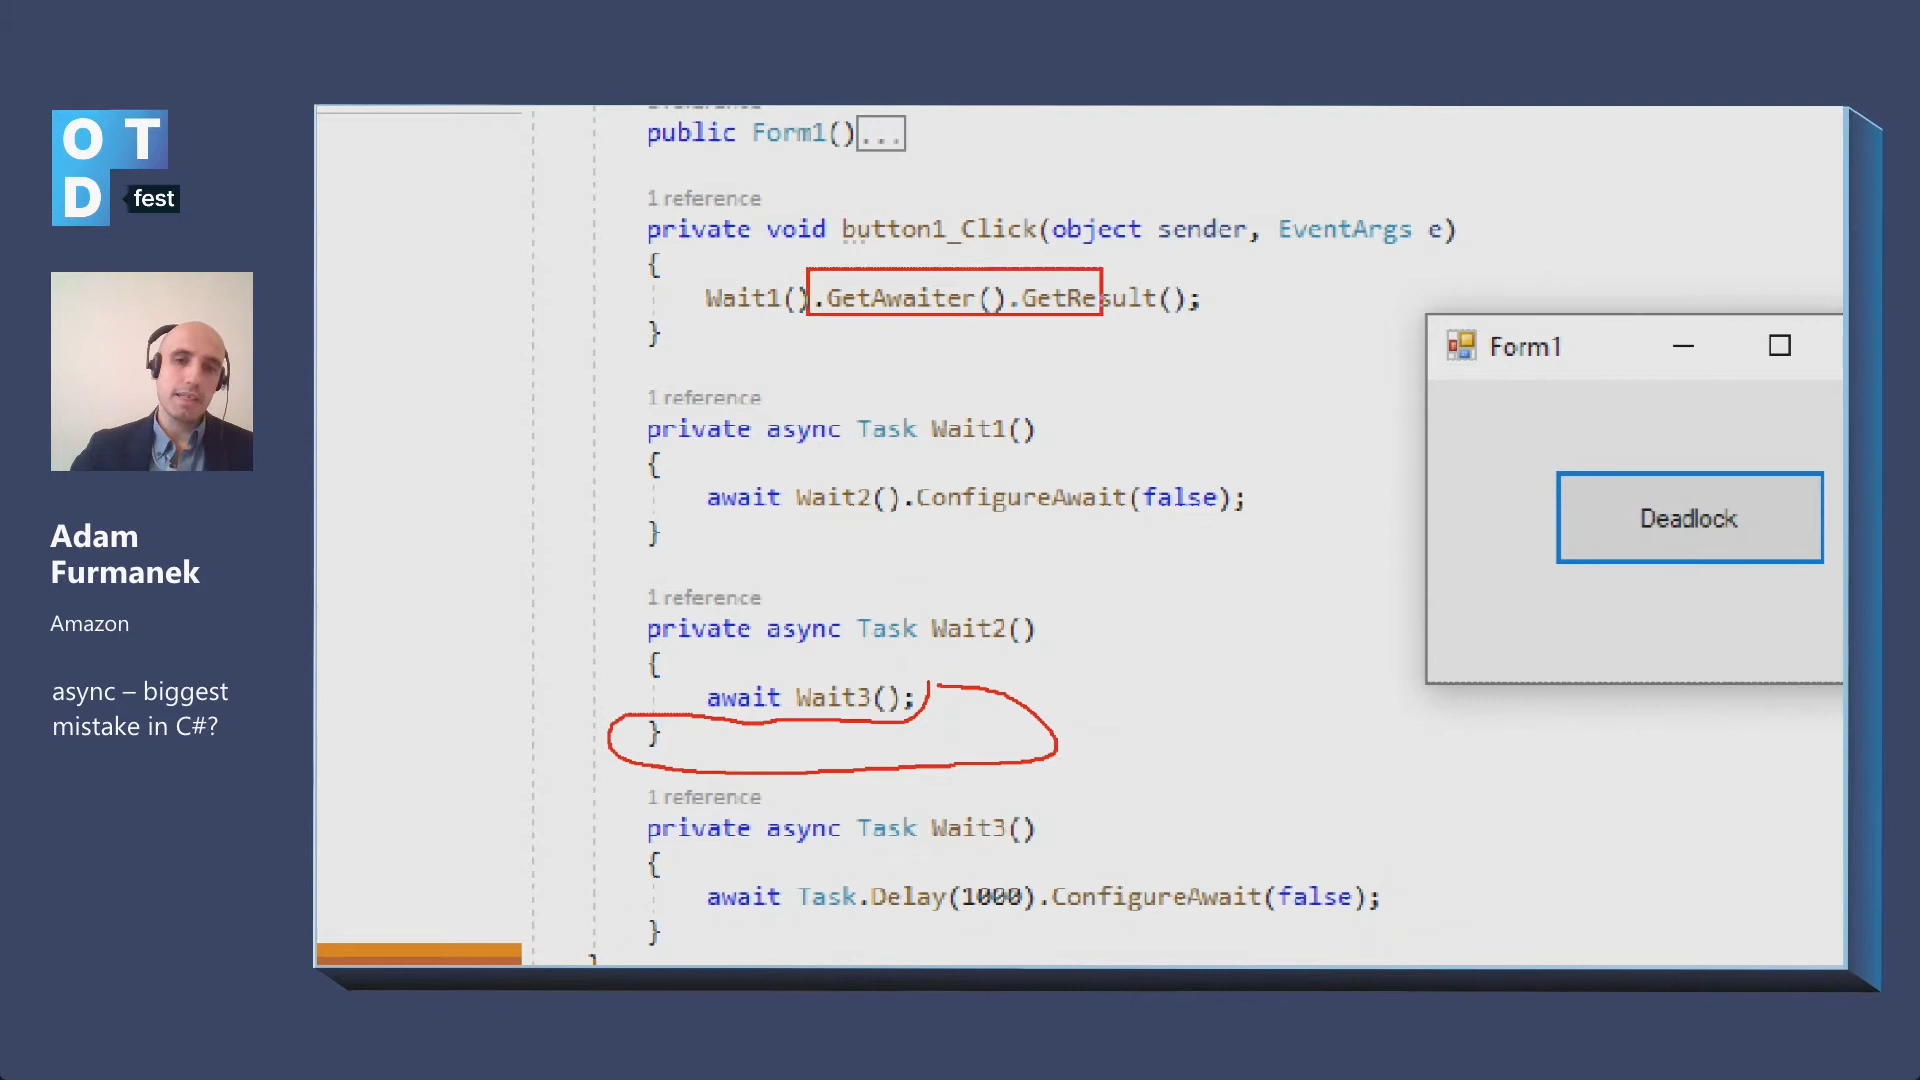 O T
D fest
Adam
Furmanek
Amazon
async – biggest
mistake in C#?
public Form1()...
1 reference
private void button1_Click(object sender, EventArgs e)
{
Wait1().GetAwaiter().GetResult();
}
1 reference
private async Task Wait1()
{
await Wait2().ConfigureAwait(false);
}
1 reference
private async Task Wait2()
{
await Wait3();
}
1 reference
private async Task Wait3()
{
await Task.Delay(1000).ConfigureAwait(false);
}
Form1
Deadlock